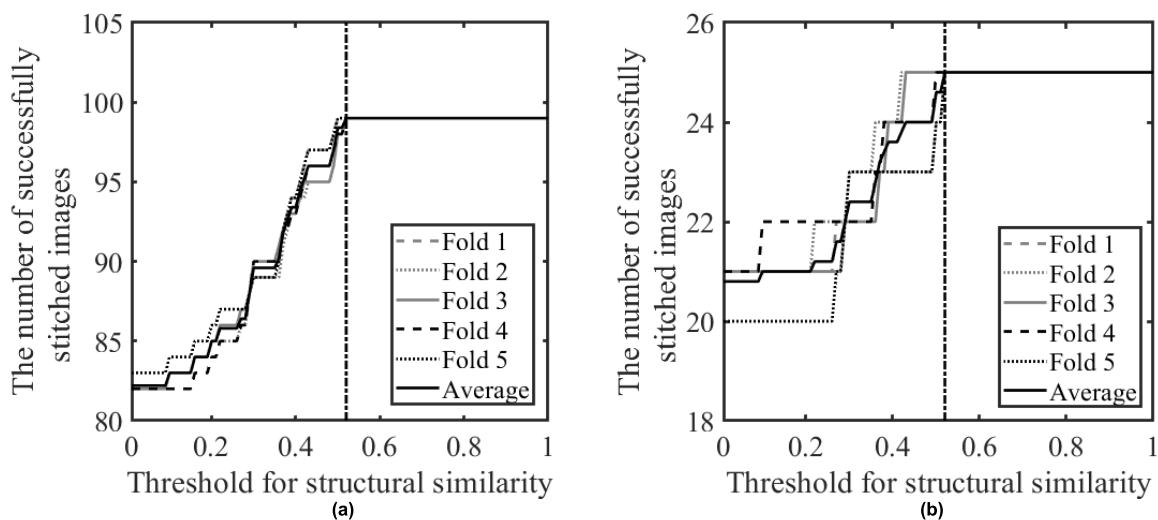 The number of successfully
stitched images
105
100
95
90
85
80
0
0.2
0.4
0.6
0.8
1
Fold 1
Fold 2
Fold 3
Fold 4
Fold 5
Average
Threshold for structural similarity
(a)
The number of successfully
stitched images
26
24
22
20
18
0
0.2
0.4
0.6
0.8
1
Fold 1
Fold 2
Fold 3
Fold 4
Fold 5
Average
Threshold for structural similarity
(b)